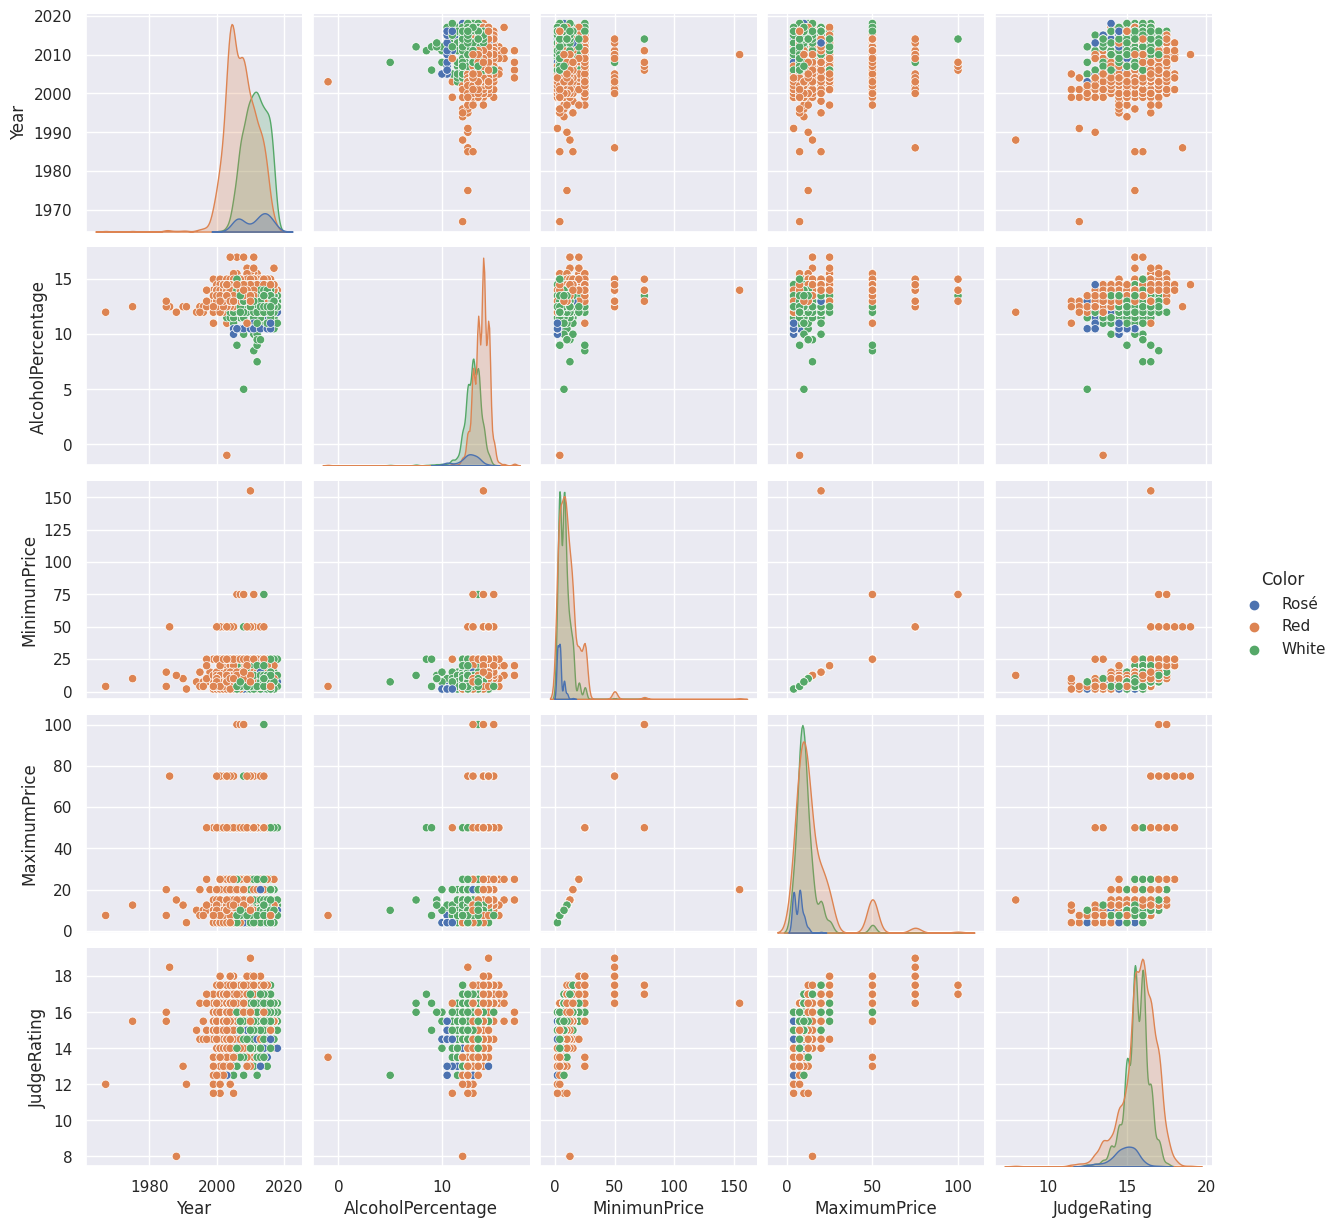 2020
2010
2000
1990
1980
1970
Year
15
10
5
0
AlcoholPercentage
150
125
100
75
50
25
0
MinimunPrice
100
80
60
40
20
0
MaximumPrice
18
16
14
12
10
8
JudgeRating
1980 2000 2020
Year
0 10
AlcoholPercentage
0 50 100 150
MinimunPrice
0 50 100
MaximumPrice
10 15 20
JudgeRating
Color
Rosé
Red
White